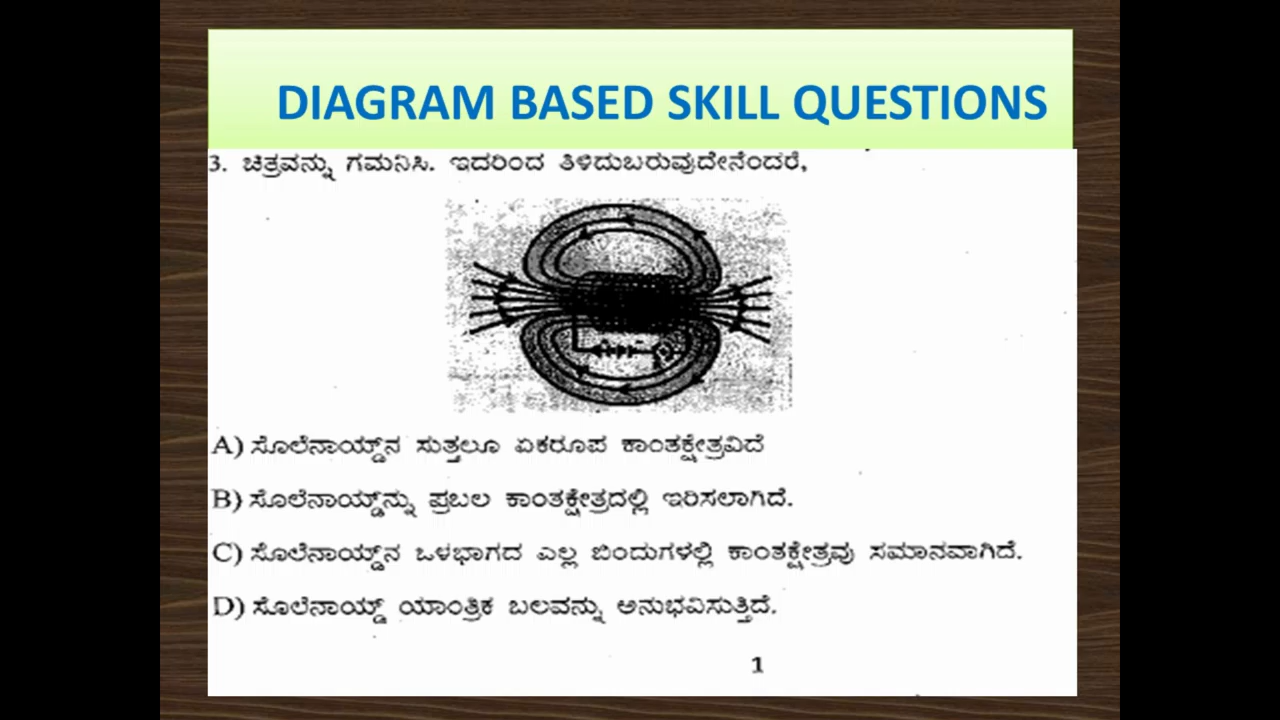 DIAGRAM BASED SKILL QUESTIONS
3. ಚಿತ್ರವನ್ನು ಗಮನಿಸಿ. ಇದರಿಂದ ತಿಳಿದುಬರುವುದೇನೆಂದರೆ,
A) ಸೊಲೆನಾಯ್ಡ್‌ನ ಸುತ್ತಲೂ ಏಕರೂಪ ಕಾಂತಕ್ಷೇತ್ರವಿದೆ
B) ಸೊಲೆನಾಯ್ಡ್‌ನ್ನು ಪ್ರಬಲ ಕಾಂತಕ್ಷೇತ್ರದಲ್ಲಿ ಇರಿಸಲಾಗಿದೆ.
C) ಸೊಲೆನಾಯ್ಡ್‌ನ ಒಳಭಾಗದ ಎಲ್ಲ ಬಿಂದುಗಳಲ್ಲಿ ಕಾಂತಕ್ಷೇತ್ರವು ಸಮಾನವಾಗಿದೆ.
D) ಸೊಲೆನಾಯ್ಡ್ ಯಾಂತ್ರಿಕ ಬಲವನ್ನು ಅನುಭವಿಸುತ್ತಿದೆ.
1